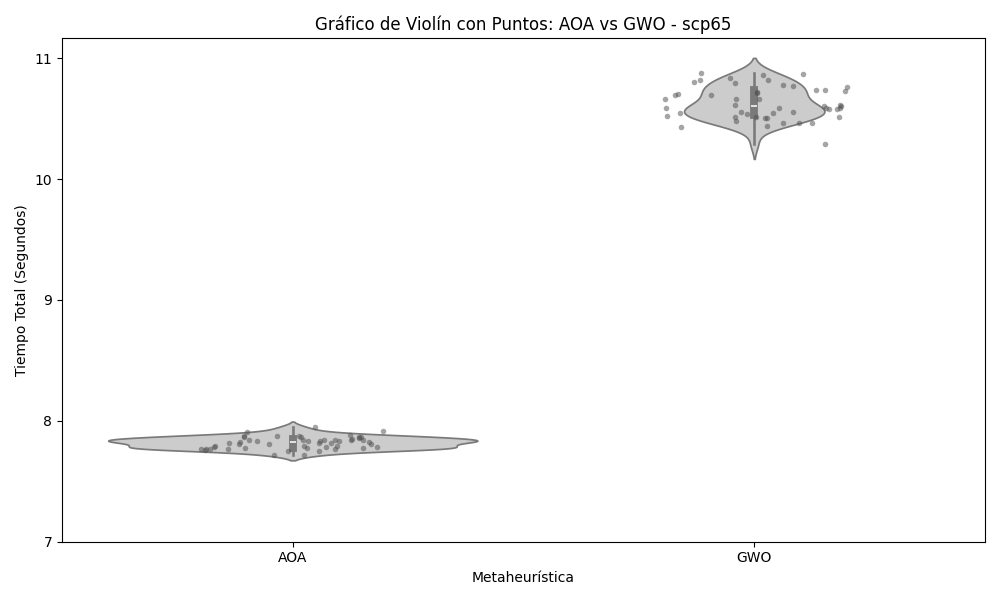 Gráfico de Violín con Puntos: AOA vs GWO - scp65
Tiempo Total (Segundos)
11
10
9
8
7
AOA
GWO
Metaheurística